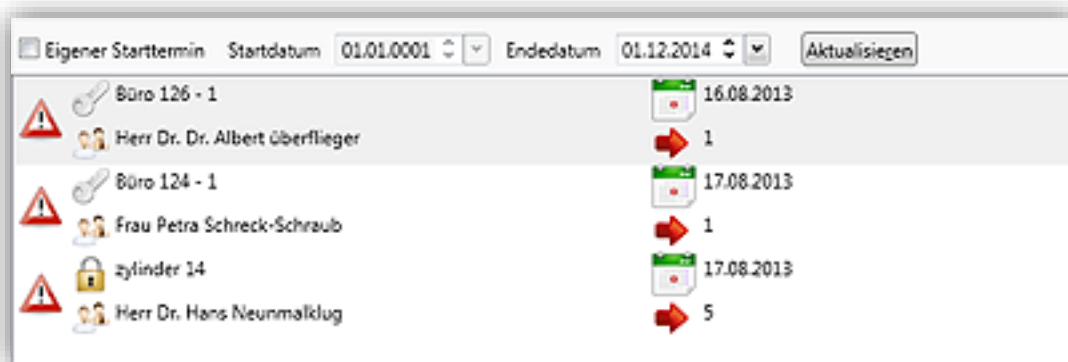 Eigener Starttermin Startdatum 01.01.0001 Endedatum 01.12.2014 Aktualisieren
Büro 126 - 1 16.08.2013
Herr Dr. Dr. Albert überflieger 1
Büro 124 - 1 17.08.2013
Frau Petra Schreck-Schraub 1
zylinder 14 17.08.2013
Herr Dr. Hans Neunmalklug 5